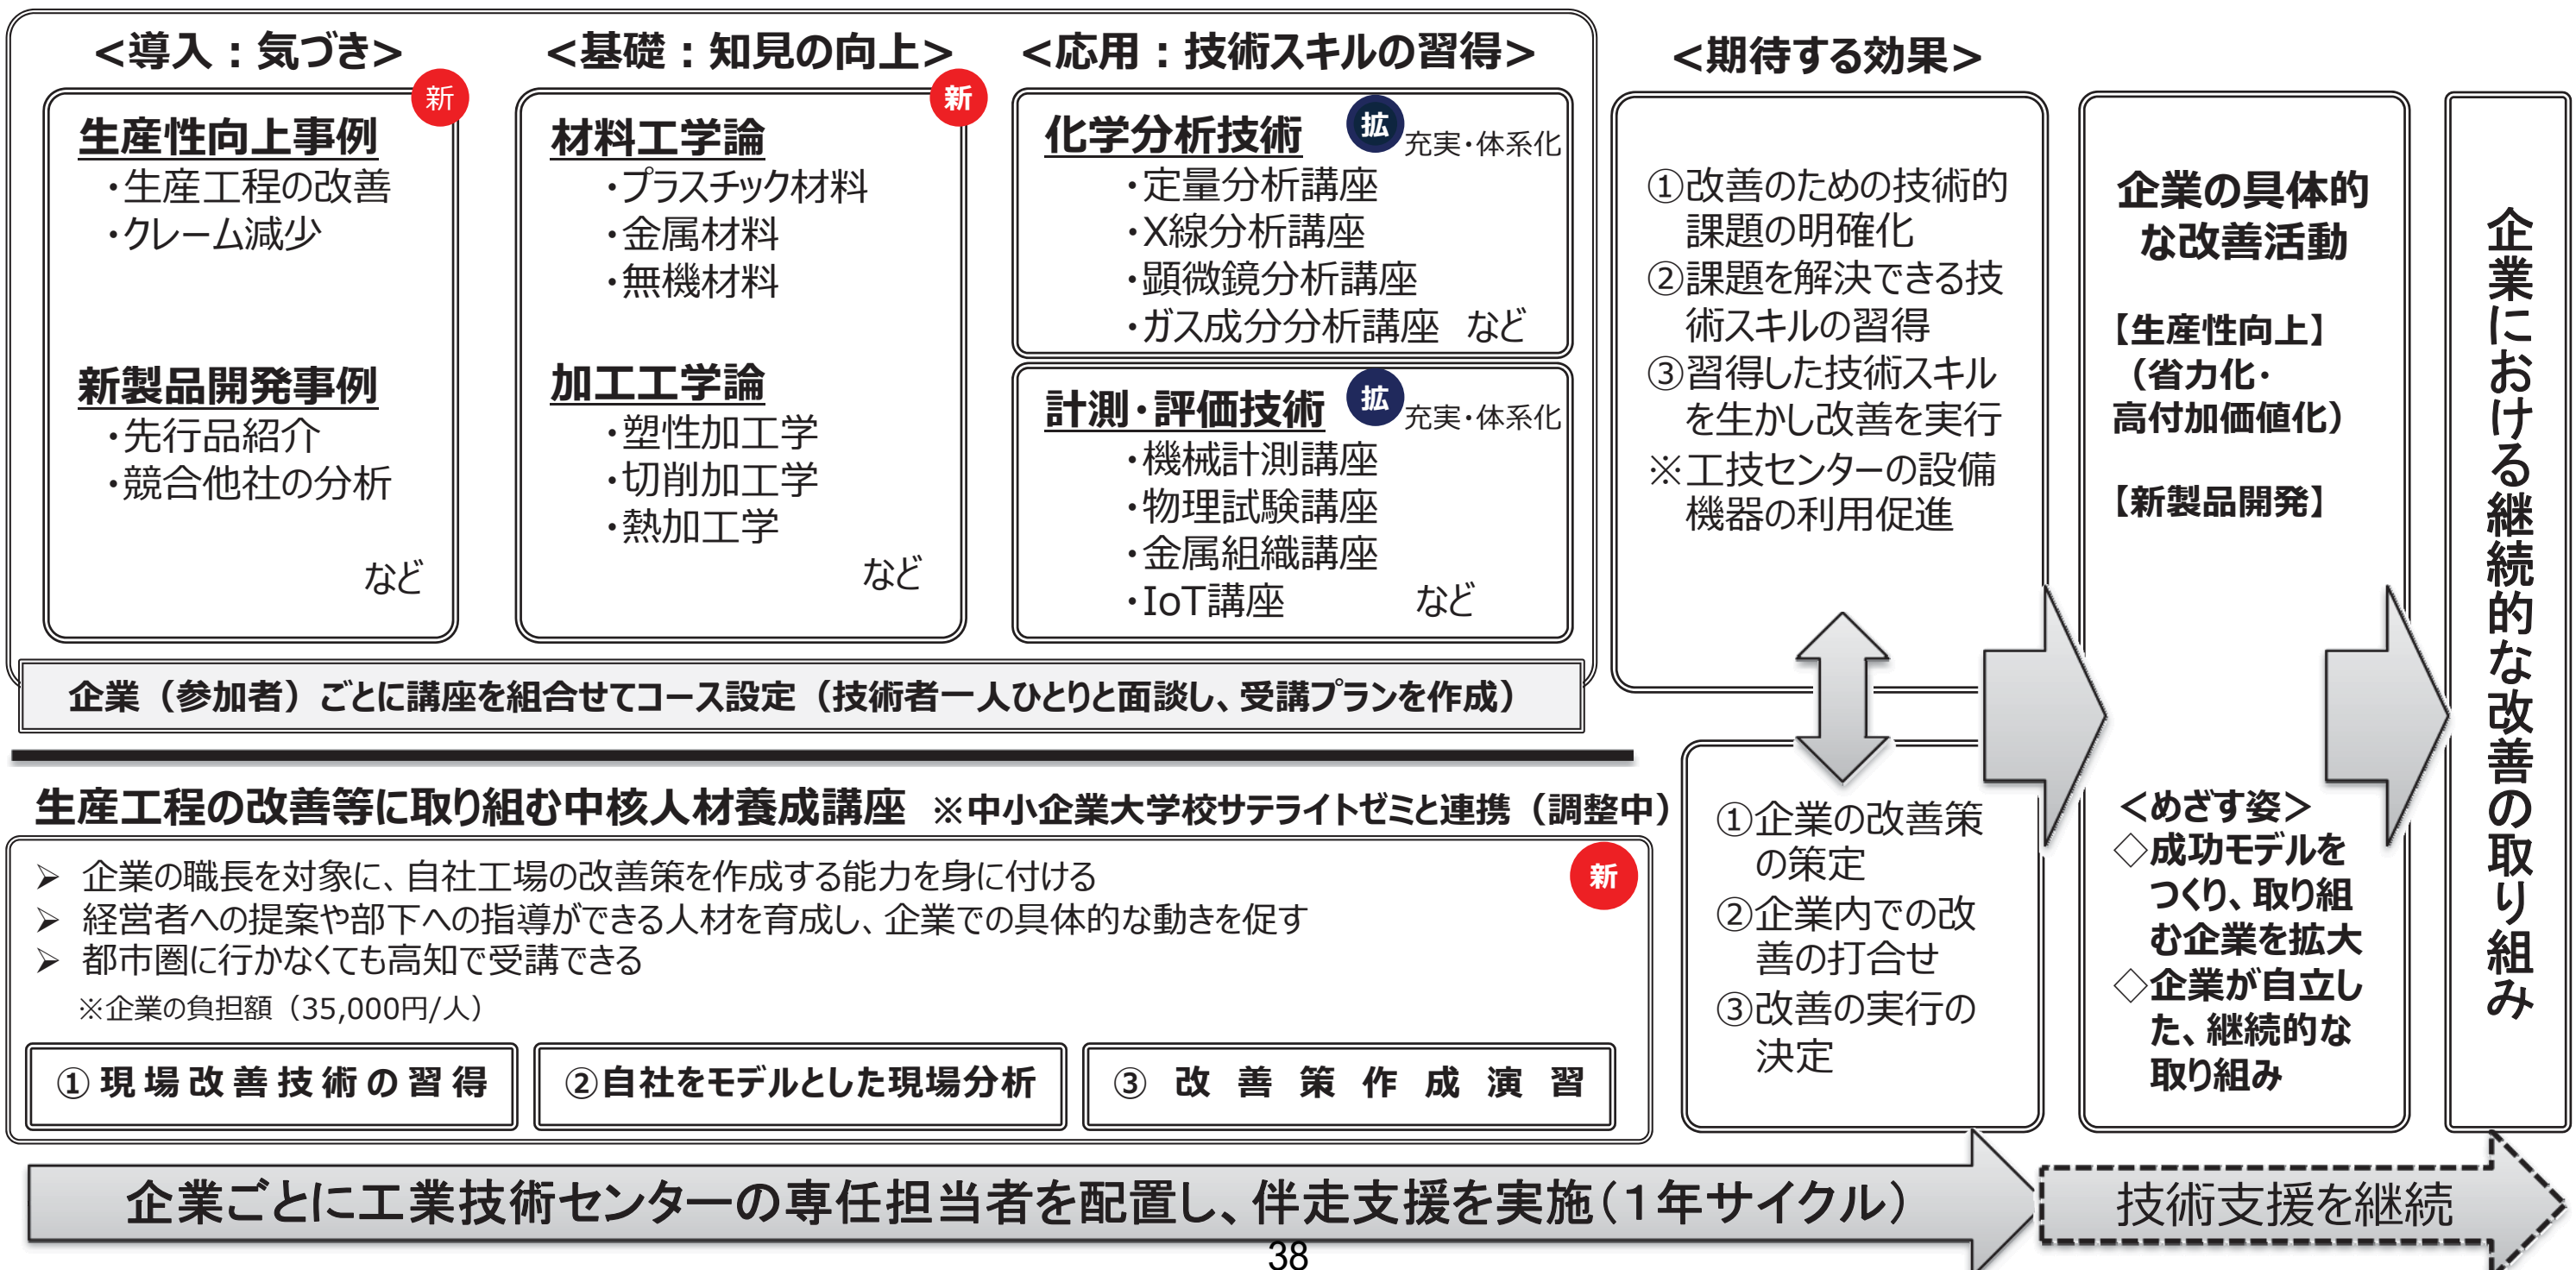 <導入：気づき>
新
生産性向上事例
・生産工程の改善
・クレーム減少
新製品開発事例
・先行品紹介
・競合他社の分析
など
<基礎：知見の向上>
新
材料工学論
・プラスチック材料
・金属材料
・無機材料
加工工学論
・塑性加工学
・切削加工学
・熱加工学
など
<応用：技術スキルの習得>
化学分析技術 拡 充実・体系化
・定量分析講座
・X線分析講座
・顕微鏡分析講座
・ガス成分分析講座 など
計測・評価技術 拡 充実・体系化
・機械計測講座
・物理試験講座
・金属組織講座
・IoT講座 など
企業（参加者）ごとに講座を組合せてコース設定（技術者一人ひとりと面談し、受講プランを作成）
<期待する効果>
①改善のための技術的
課題の明確化
②課題を解決できる技
術スキルの習得
③習得した技術スキル
を生かし改善を実行
※工技センターの設備
機器の利用促進
生産工程の改善等に取り組む中核人材養成講座 ※中小企業大学校サテライトゼミと連携（調整中）
新
➢ 企業の職長を対象に、自社工場の改善策を作成する能力を身に付ける
➢ 経営者への提案や部下への指導ができる人材を育成し、企業での具体的な動きを促す
➢ 都市圏に行かなくても高知で受講できる
※企業の負担額（35,000円/人）
①現場改善技術の習得
②自社をモデルとした現場分析
③改善策作成演習
①企業の改善策
の策定
②企業内での改
善の打合せ
③改善の実行の
決定
企業の具体的
な改善活動
【生産性向上】
（省力化・
高付加価値化）
【新製品開発】
＜めざす姿＞
◇成功モデルを
つくり、取り組
む企業を拡大
◇企業が自立し
た、継続的な
取り組み
企業における継続的な改善の取り組み
企業ごとに工業技術センターの専任担当者を配置し、伴走支援を実施（１年サイクル）
技術支援を継続
38